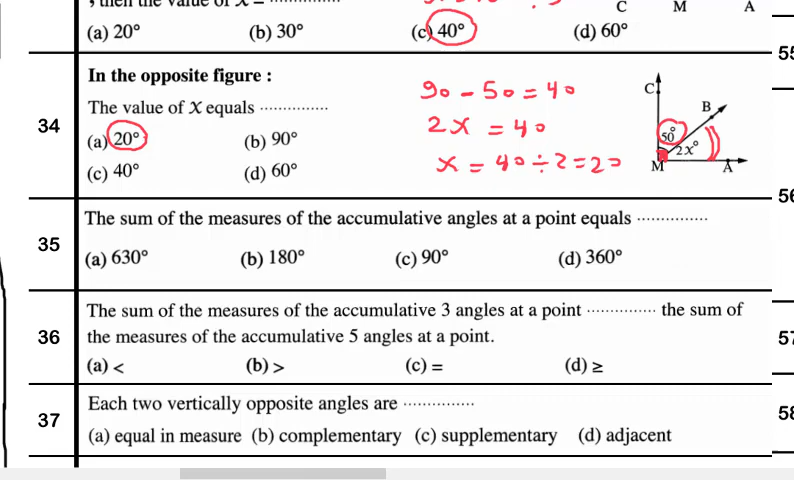 , then the value of X = ··············
(a) 20° (b) 30° (c) 40° (d) 60°
C M A
34
In the opposite figure :
The value of X equals ··············
(a) 20° (b) 90°
(c) 40° (d) 60°
90 - 50 = 40
2x = 40
x = 40 ÷ 2 = 20
C
B
50°
2x°
M A
35
The sum of the measures of the accumulative angles at a point equals ··············
(a) 630° (b) 180° (c) 90° (d) 360°
36
The sum of the measures of the accumulative 3 angles at a point ·············· the sum of
the measures of the accumulative 5 angles at a point.
(a) < (b) > (c) = (d) ≥
37
Each two vertically opposite angles are ··············
(a) equal in measure (b) complementary (c) supplementary (d) adjacent
55
56
57
58